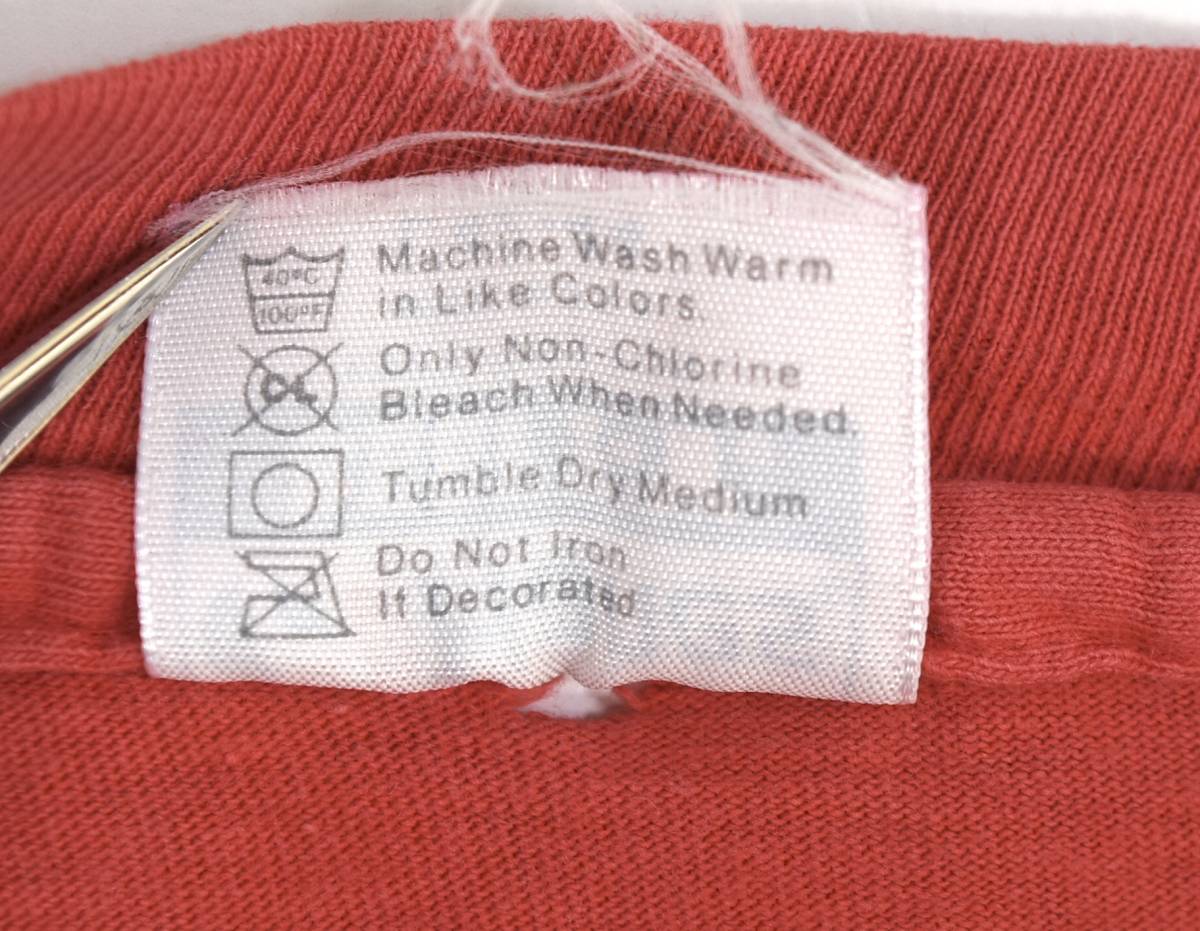 40°C
100°F
Machine Wash Warm
in Like Colors.
CL
Only Non-Chlorine
Bleach When Needed.
Tumble Dry Medium
Do Not Iron
If Decorated